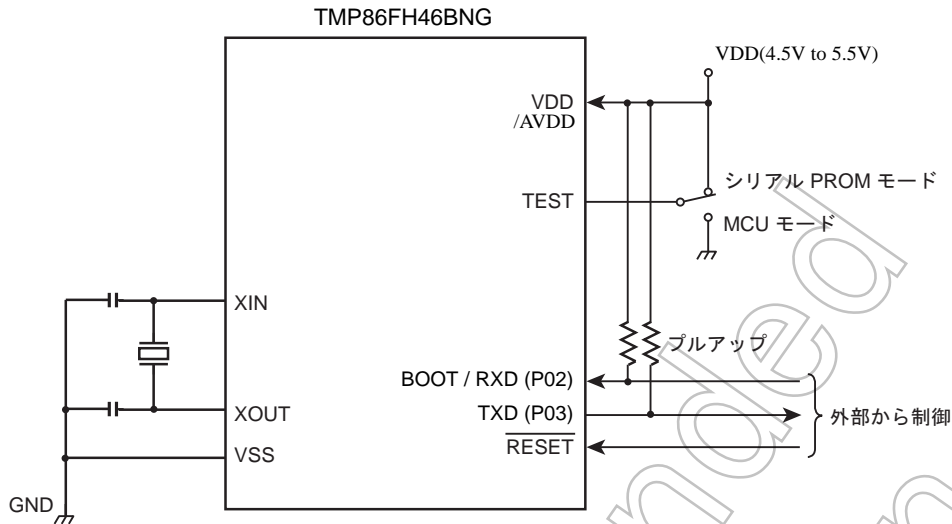 TMP86FH46BNG
VDD(4.5V to 5.5V)
VDD
/AVDD
シリアル PROM モード
TEST
MCU モード
XIN
プルアップ
BOOT / RXD (P02)
XOUT
TXD (P03)
外部から制御
RESET
VSS
GND